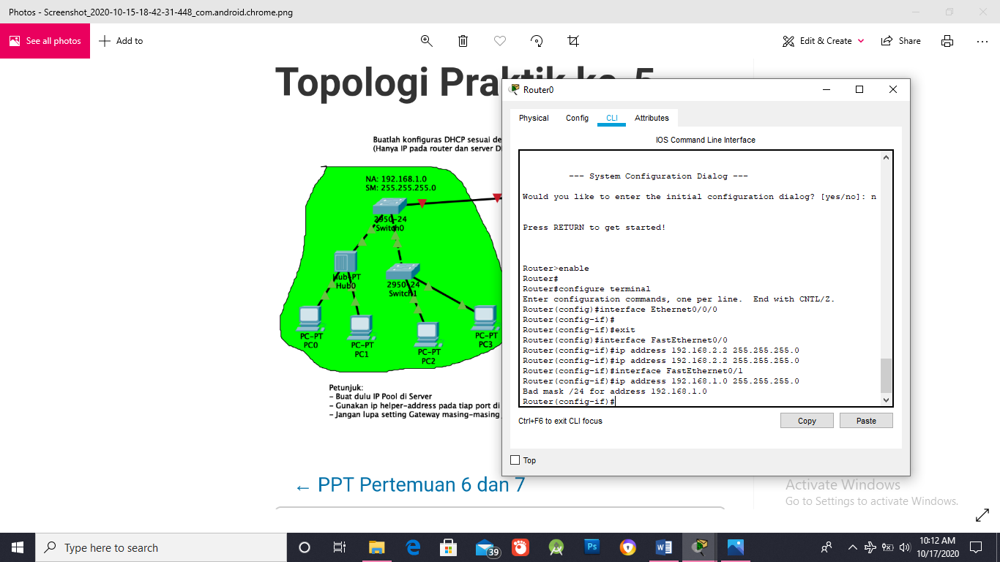 Photos - Screenshot_2020-10-15-18-42-31-448_com.android.chrome.png
See all photos
Add to
Edit & Create
Share
Topologi Praktik ke-5
Buatlah konfiguras DHCP sesuai de
(Hanya IP pada router dan server D
NA: 192.168.1.0
SM: 255.255.255.0
2950-24
Switch0
Hub-PT
Hub0
2950-24
Switch1
PC-PT
PC0
PC-PT
PC1
PC-PT
PC2
PC-PT
PC3
Petunjuk:
- Buat dulu IP Pool di Server
- Gunakan ip helper-address pada tiap port di
- Jangan lupa setting Gateway masing-masing
← PPT Pertemuan 6 dan 7
Router0
Physical
Config
CLI
Attributes
IOS Command Line Interface
--- System Configuration Dialog ---
Would you like to enter the initial configuration dialog? [yes/no]: n
Press RETURN to get started!
Router>enable
Router#
Router#configure terminal
Enter configuration commands, one per line.  End with CNTL/Z.
Router(config)#interface Ethernet0/0/0
Router(config-if)#
Router(config-if)#exit
Router(config)#interface FastEthernet0/0
Router(config-if)#ip address 192.168.2.2 255.255.255.0
Router(config-if)#ip address 192.168.2.2 255.255.255.0
Router(config-if)#interface FastEthernet0/1
Router(config-if)#ip address 192.168.1.0 255.255.255.0
Bad mask /24 for address 192.168.1.0
Router(config-if)#
Ctrl+F6 to exit CLI focus
Copy
Paste
Top
Activate Windows
Go to Settings to activate Windows.
Type here to search
39
Ps
10:12 AM
10/17/2020